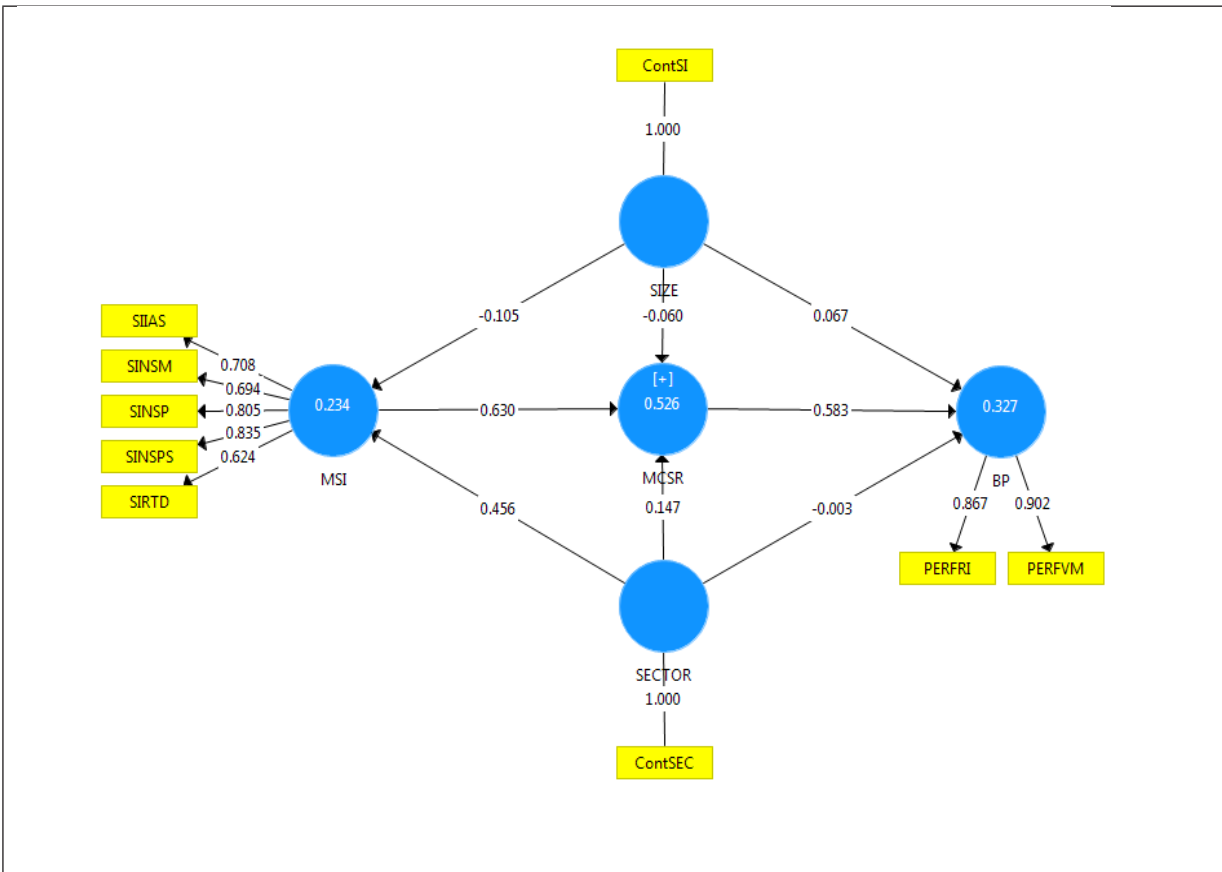 ContSI
1.000
SIZE
-0.105
-0.060
0.067
SIIAS
SINSM
SINSP
SINSPS
SIRTD
0.708
0.694
0.805
0.835
0.624
0.234
MSI
0.630
[+]
0.526
MCSR
0.583
0.327
BP
0.456
0.147
-0.003
0.867
0.902
PERFRI
PERFVM
SECTOR
1.000
ContSEC